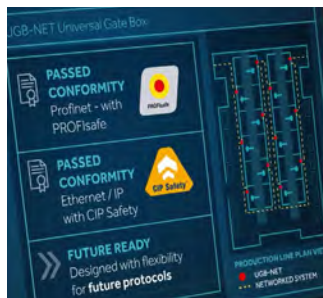 UGB-NET Universal Gate Box
PASSED
CONFORMITY
Profinet - with
PROFIsafe
PROFIsafe
PASSED
CONFORMITY
Ethernet / IP
with CIP Safety
CIP Safety
FUTURE READY
Designed with flexibility
for future protocols
PRODUCTION LINE PLAN VIEW
UGB-NET
NETWORKED SYSTEM